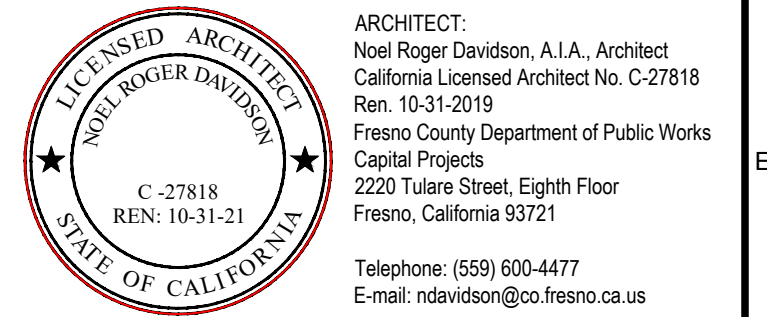 LICENSED ARCHITECT
NOEL ROGER DAVIDSON
C -27818
REN: 10-31-21
STATE OF CALIFORNIA
ARCHITECT:
Noel Roger Davidson, A.I.A., Architect
California Licensed Architect No. C-27818
Ren. 10-31-2019
Fresno County Department of Public Works
Capital Projects
2220 Tulare Street, Eighth Floor
Fresno, California 93721
Telephone: (559) 600-4477
E-mail: ndavidson@co.fresno.ca.us
E